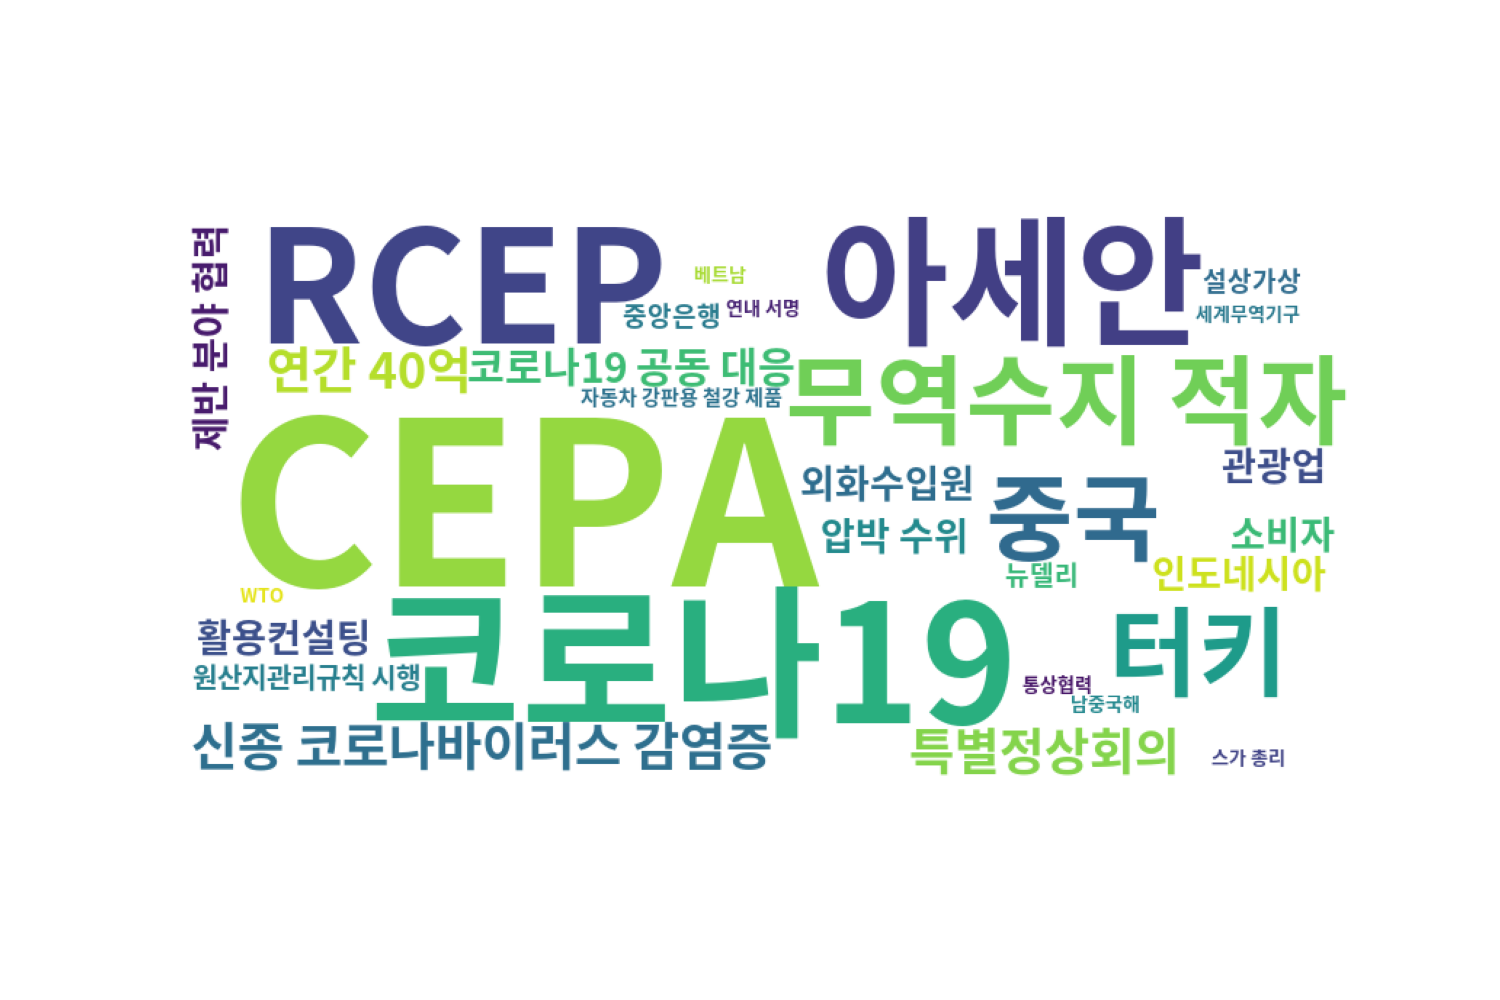 제반 분야 협력
RCEP
베트남
아세안
설상가상
중앙은행
연내 서명
세계무역기구
연간 40억
코로나19 공동 대응
무역수지 적자
자동차 강판용 철강 제품
CEPA
외화수입원
중국
관광업
압박 수위
소비자
뉴델리
인도네시아
WTO
코로나19
터키
활용컨설팅
원산지관리규칙 시행
통상협력
남중국해
신종 코로나바이러스 감염증
특별정상회의
스가 총리